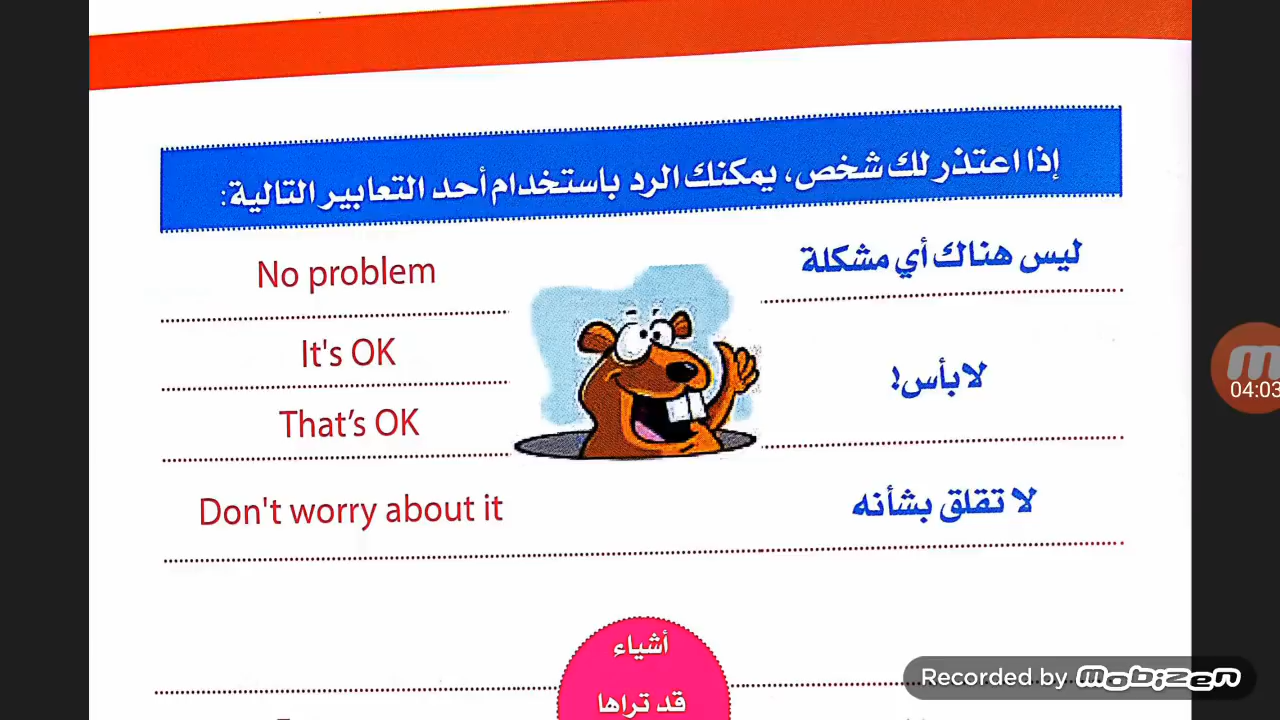 إذا اعتذر لك شخص، يمكنك الرد باستخدام أحد التعابير التالية:
No problem
ليس هناك أي مشكلة
It's OK
That's OK
لا بأس!
Don't worry about it
لا تقلق بشأنه
أشياء
قد تراها
04:03
Recorded by mobizen